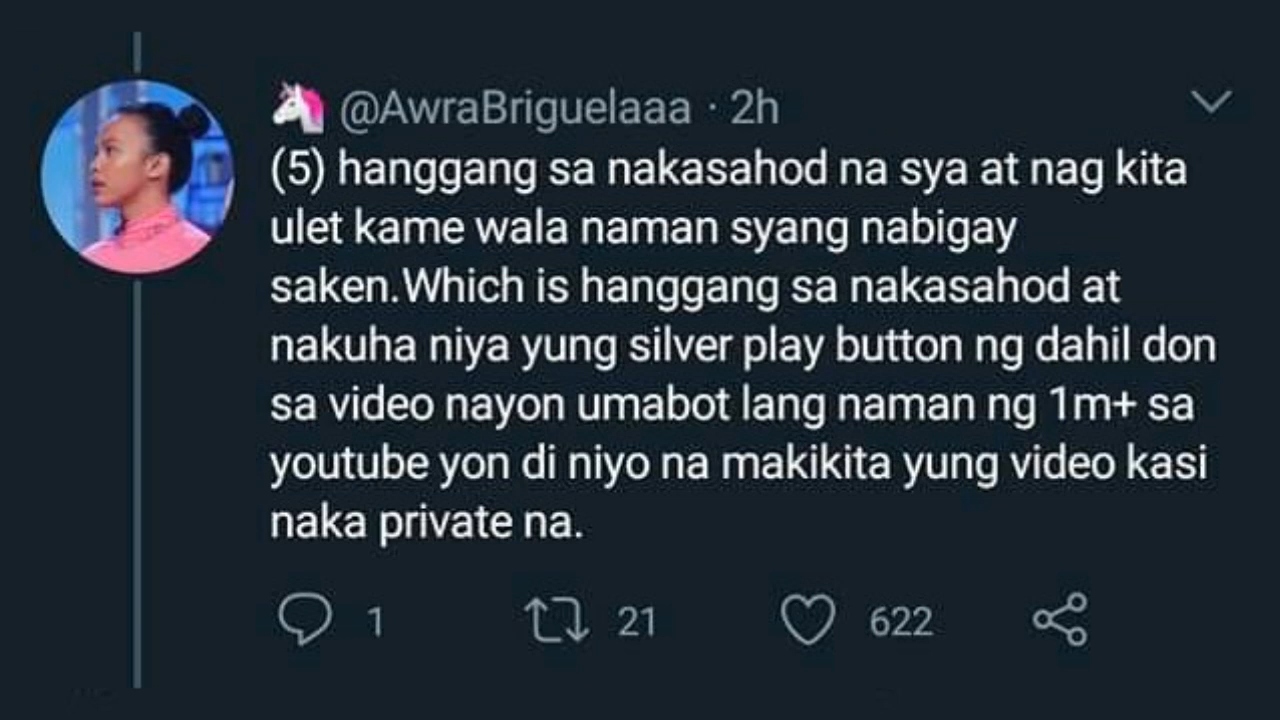 🦄 @AwraBriguelaaa · 2h
(5) hanggang sa nakasahod na sya at nag kita
ulet kame wala naman syang nabigay
saken.Which is hanggang sa nakasahod at
nakuha niya yung silver play button ng dahil don
sa video nayon umabot lang naman ng 1m+ sa
youtube yon di niyo na makikita yung video kasi
naka private na.
1 21 622